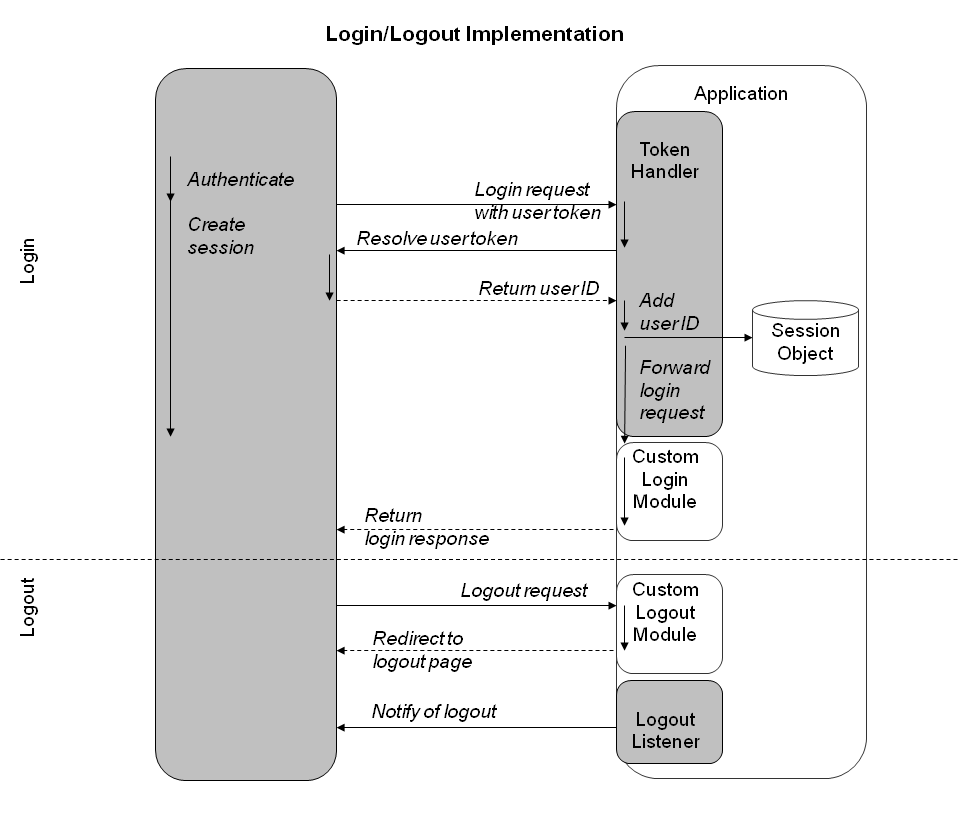 Login/Logout Implementation
Application
Token
Handler
Authenticate
Login request
with user token
Create
session
Resolve user token
Login
Return user ID
Add
user ID
Session
Object
Forward
login
request
Custom
Login
Module
Return
login response
Logout
Logout request
Custom
Logout
Module
Redirect to
logout page
Notify of logout
Logout
Listener